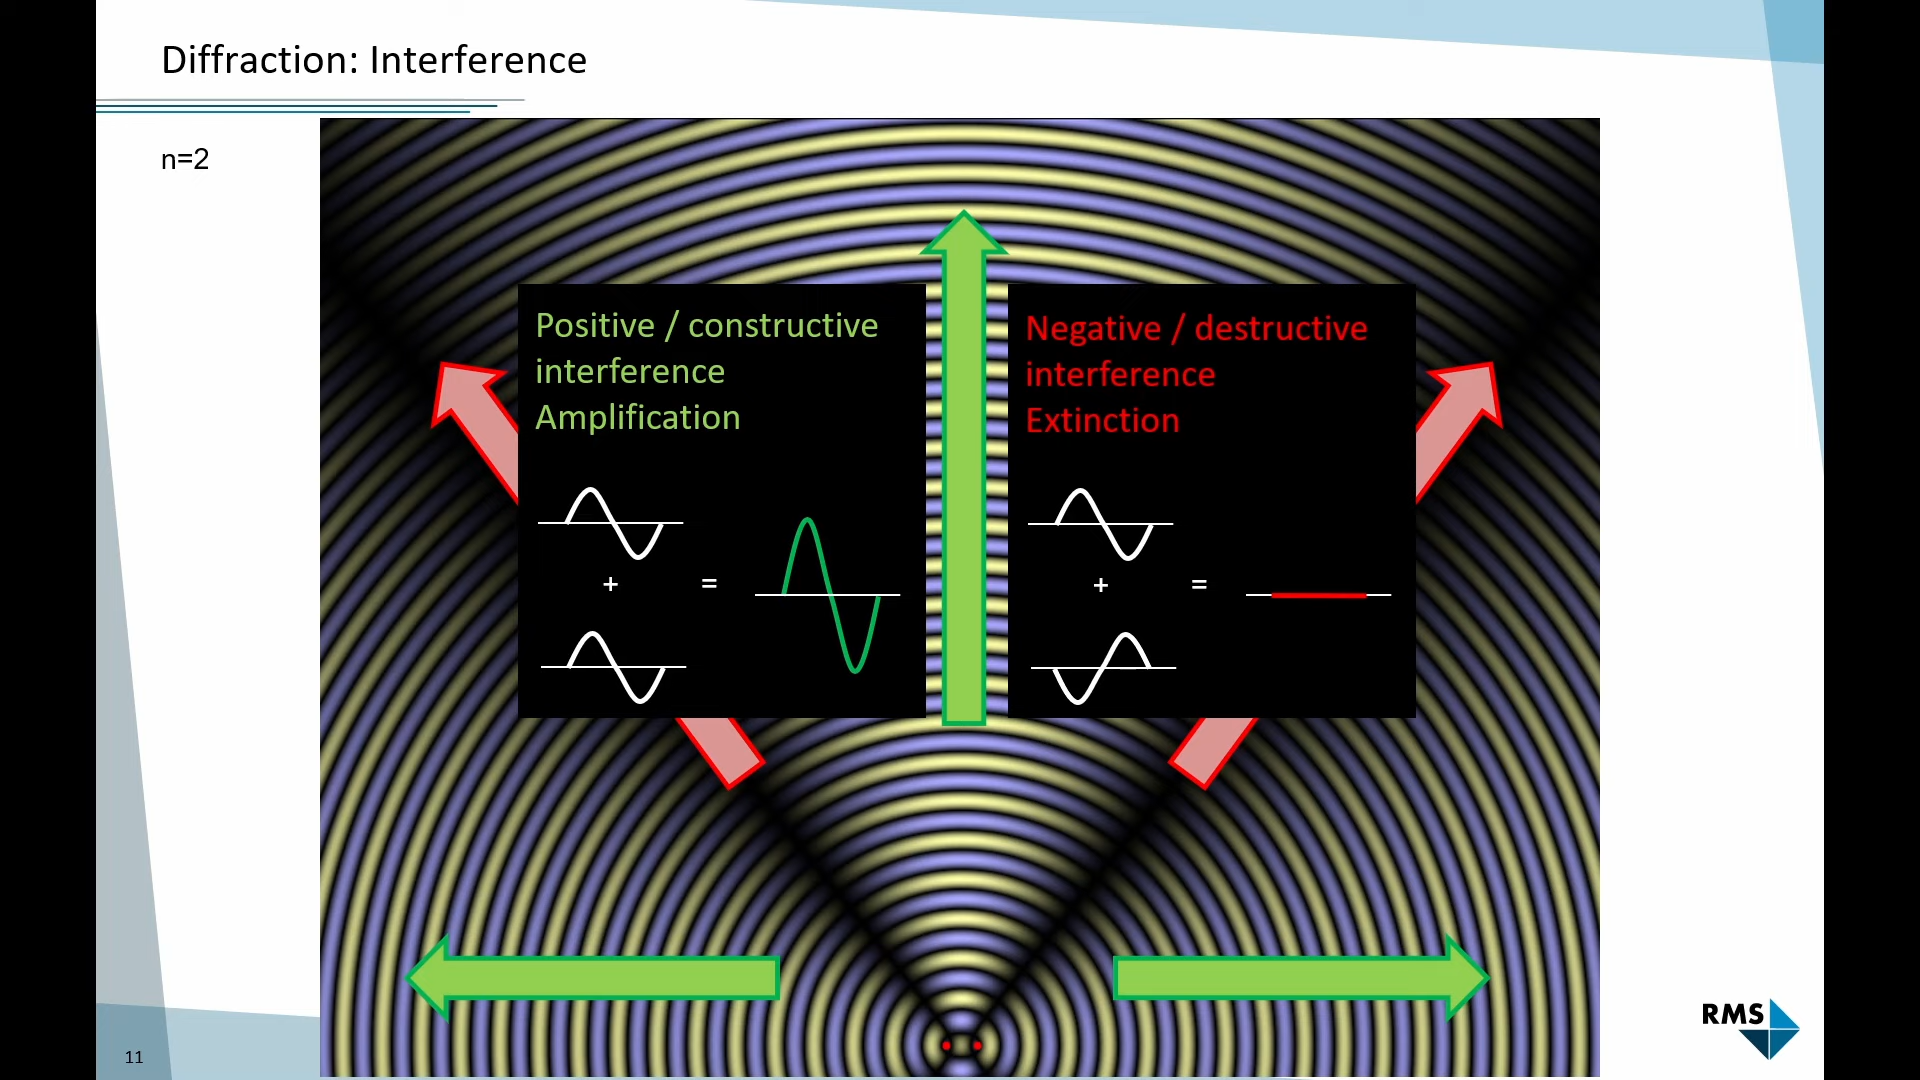 Diffraction: Interference
n=2
Positive / constructive
interference
Amplification
+ =
Negative / destructive
interference
Extinction
+ =
11
RMS